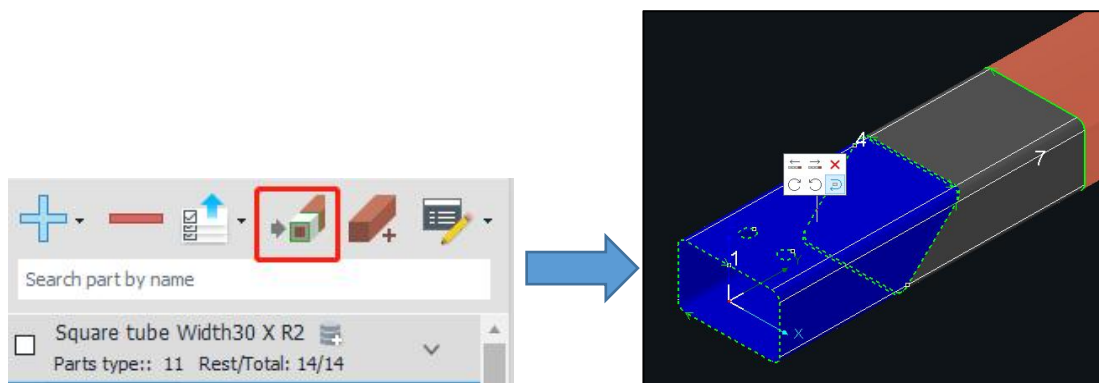 Search part by name
Square tube Width30 X R2
Parts type:: 11 Rest/Total: 14/14
4
7
1
Y
X